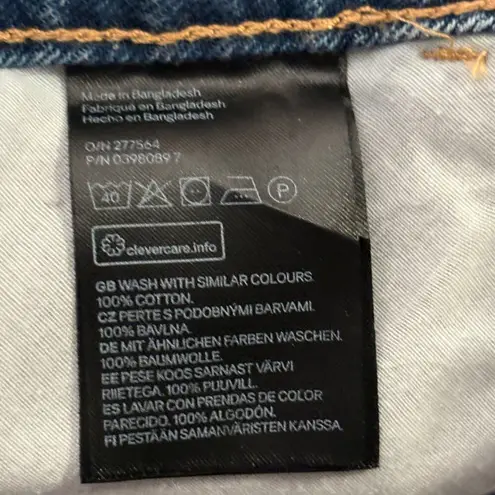 Made in Bangladesh
Fabriqué en Bangladesh
Hecho en Bangladesh
O/N 277564
P/N 0398089 7
40 P
clevercare.info
GB WASH WITH SIMILAR COLOURS.
100% COTTON.
CZ PERTE S PODOBNÝMI BARVAMI.
100% BAVLNA.
DE MIT ÄHNLICHEN FARBEN WASCHEN.
100% BAUMWOLLE.
EE PESE KOOS SARNAST VÄRVI
RIIETEGA. 100% PUUVILL.
ES LAVAR CON PRENDAS DE COLOR
PARECIDO. 100% ALGODÓN.
FI PESTÄÄN SAMANVÄRISTEN KANSSA.